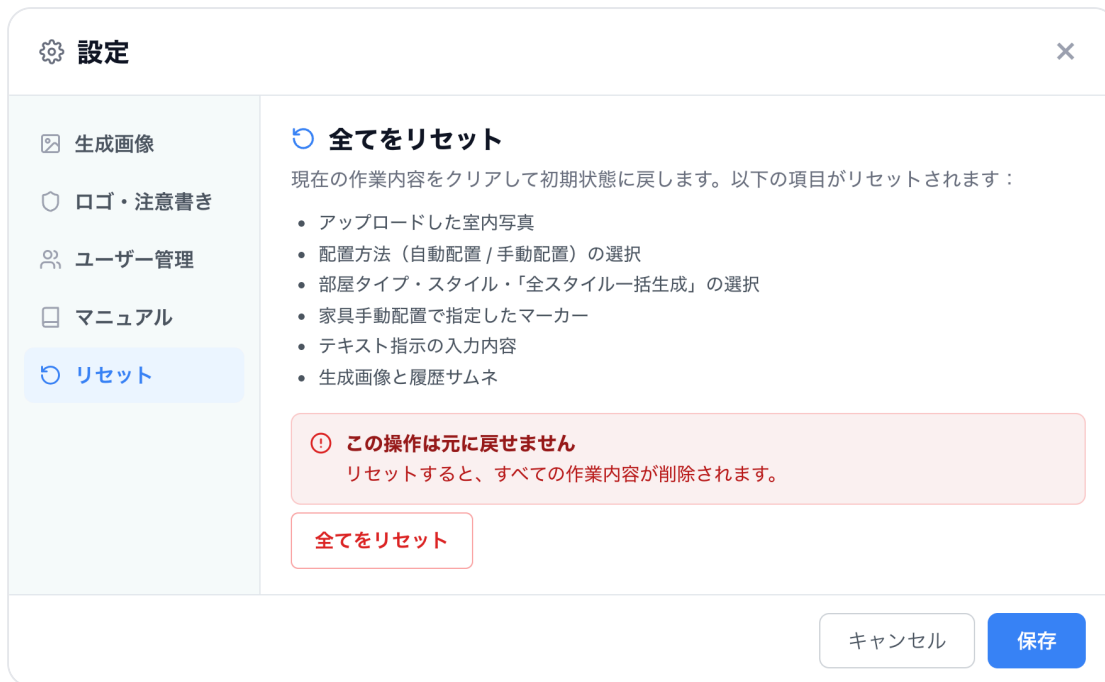 設定
生成画像
ロゴ・注意書き
ユーザー管理
マニュアル
リセット
全てをリセット
現在の作業内容をクリアして初期状態に戻します。以下の項目がリセットされます：
• アップロードした室内写真
• 配置方法（自動配置 / 手動配置）の選択
• 部屋タイプ・スタイル・「全スタイル一括生成」の選択
• 家具手動配置で指定したマーカー
• テキスト指示の入力内容
• 生成画像と履歴サムネ
この操作は元に戻せません
リセットすると、すべての作業内容が削除されます。
全てをリセット
キャンセル
保存